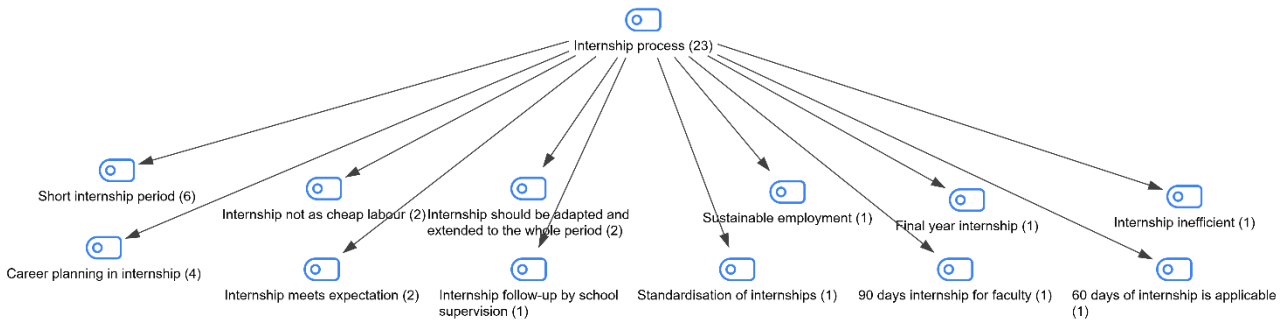 Internship process (23)
Short internship period (6)
Internship not as cheap labour (2)
Internship should be adapted and
extended to the whole period (2)
Sustainable employment (1)
Final year internship (1)
Internship inefficient (1)
Career planning in internship (4)
Internship meets expectation (2)
Internship follow-up by school
supervision (1)
Standardisation of internships (1)
90 days internship for faculty (1)
60 days of internship is applicable
(1)